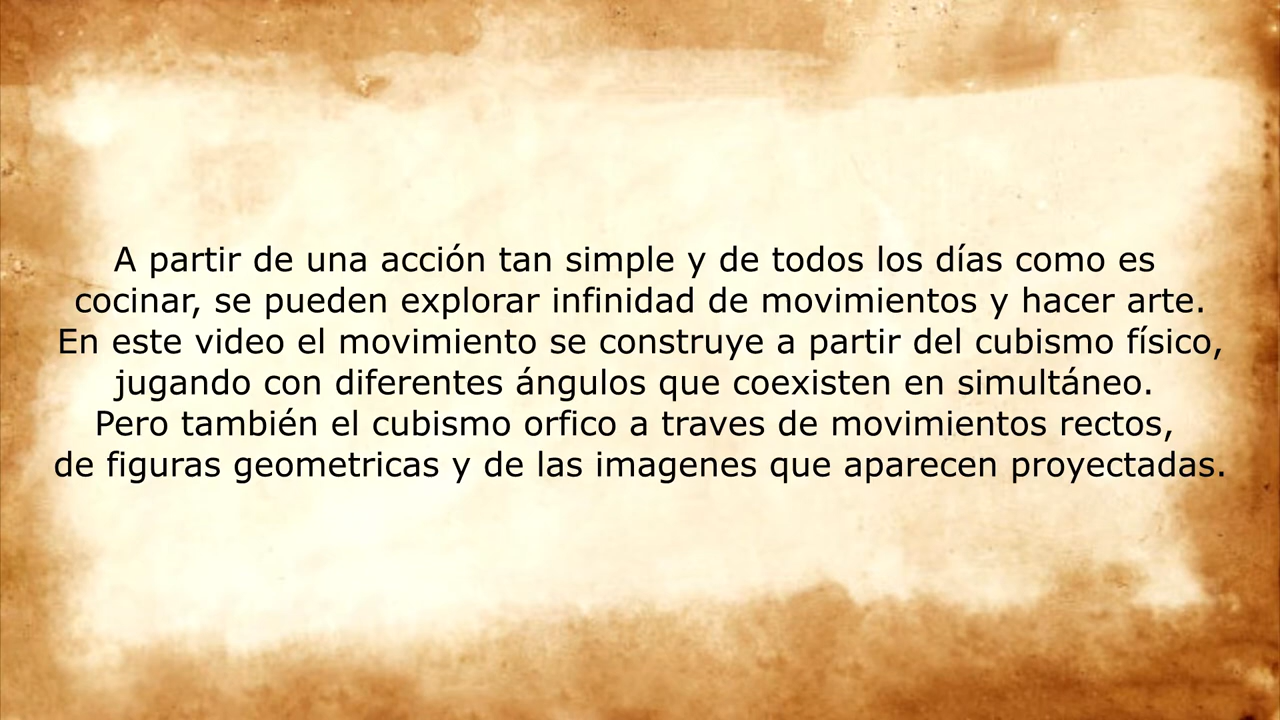 A partir de una acción tan simple y de todos los días como es
cocinar, se pueden explorar infinidad de movimientos y hacer arte.
En este video el movimiento se construye a partir del cubismo físico,
jugando con diferentes ángulos que coexisten en simultáneo.
Pero también el cubismo orfico a traves de movimientos rectos,
de figuras geometricas y de las imagenes que aparecen proyectadas.